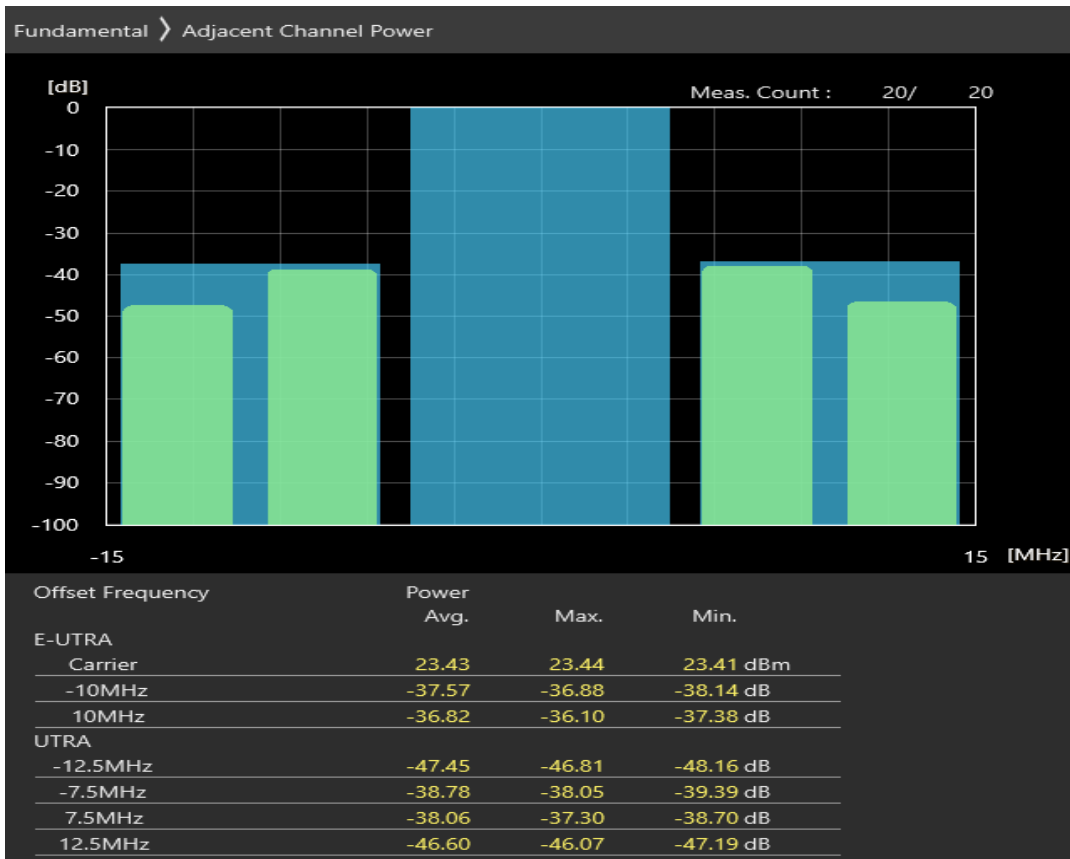 Fundamental 〉 Adjacent Channel Power
[dB]
Meas. Count : 20/ 20
0
-10
-20
-30
-40
-50
-60
-70
-80
-90
-100
-15 15 [MHz]
Offset Frequency Power
Avg. Max. Min.
E-UTRA
Carrier 23.43 23.44 23.41 dBm
-10MHz -37.57 -36.88 -38.14 dB
10MHz -36.82 -36.10 -37.38 dB
UTRA
-12.5MHz -47.45 -46.81 -48.16 dB
-7.5MHz -38.78 -38.05 -39.39 dB
7.5MHz -38.06 -37.30 -38.70 dB
12.5MHz -46.60 -46.07 -47.19 dB